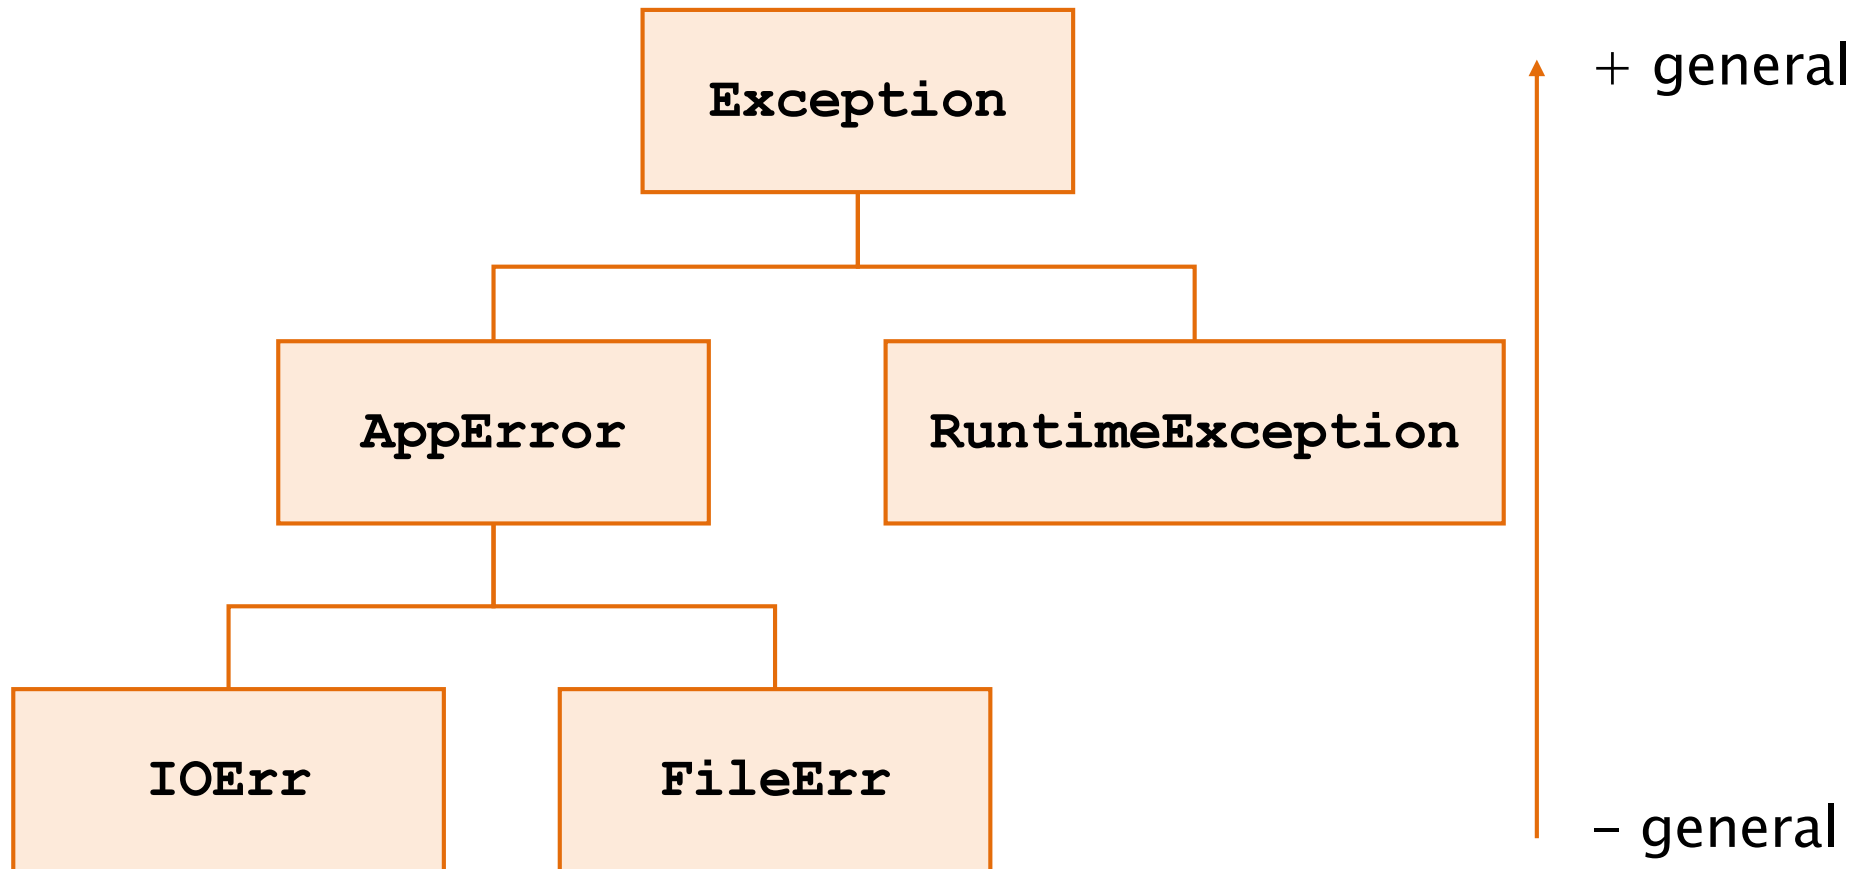 Exception
+ general
AppError
RuntimeException
IOErr
FileErr
– general